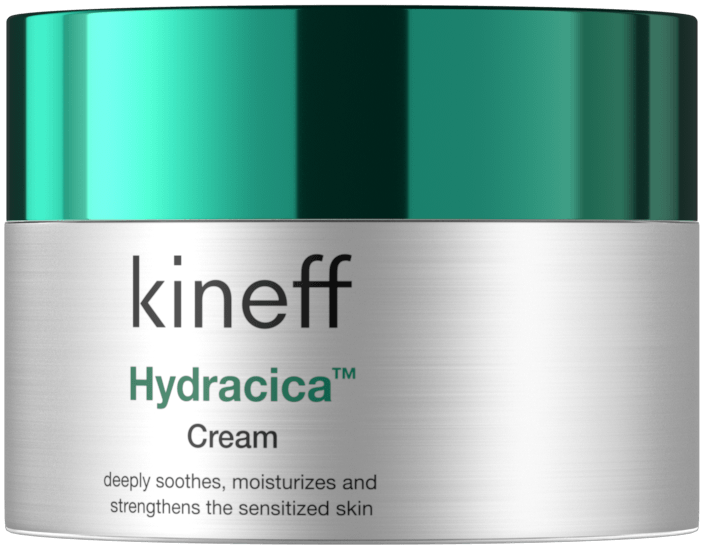 kineff
Hydracica™
Cream
deeply soothes, moisturizes and
strengthens the sensitized skin